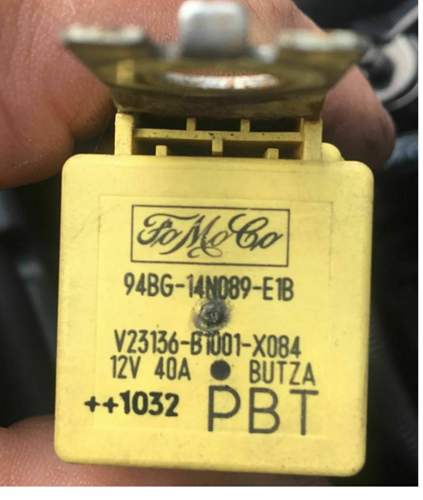 FoMoCo
94BG-14N089-E1B
V23136-B1001-X084
12V 40A BUTZA
++1032 PBT